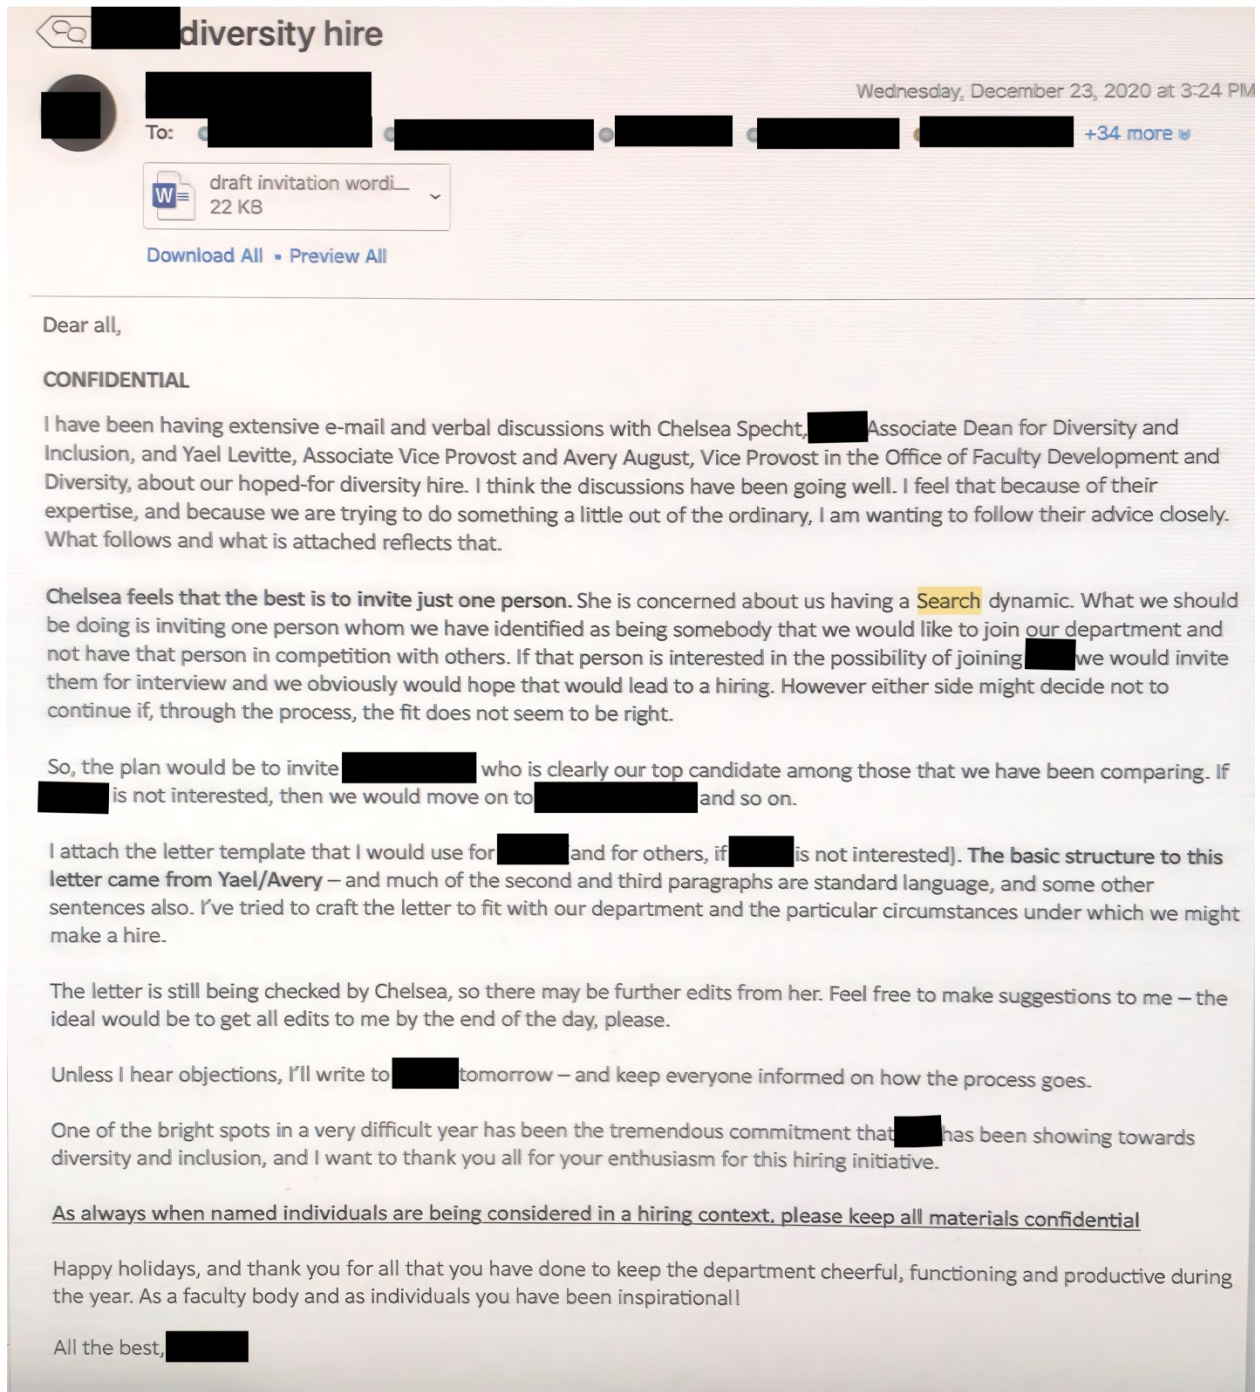 diversity hire
Wednesday, December 23, 2020 at 3:24 PM
To: +34 more
draft invitation wordi...
22 KB
Download All • Preview All
Dear all,
CONFIDENTIAL
I have been having extensive e-mail and verbal discussions with Chelsea Specht, Associate Dean for Diversity and
Inclusion, and Yael Levitte, Associate Vice Provost and Avery August, Vice Provost in the Office of Faculty Development and
Diversity, about our hoped-for diversity hire. I think the discussions have been going well. I feel that because of their
expertise, and because we are trying to do something a little out of the ordinary, I am wanting to follow their advice closely.
What follows and what is attached reflects that.
Chelsea feels that the best is to invite just one person. She is concerned about us having a Search dynamic. What we should
be doing is inviting one person whom we have identified as being somebody that we would like to join our department and
not have that person in competition with others. If that person is interested in the possibility of joining we would invite
them for interview and we obviously would hope that would lead to a hiring. However either side might decide not to
continue if, through the process, the fit does not seem to be right.
So, the plan would be to invite who is clearly our top candidate among those that we have been comparing. If
is not interested, then we would move on to and so on.
I attach the letter template that I would use for and for others, if is not interested). The basic structure to this
letter came from Yael/Avery – and much of the second and third paragraphs are standard language, and some other
sentences also. I've tried to craft the letter to fit with our department and the particular circumstances under which we might
make a hire.
The letter is still being checked by Chelsea, so there may be further edits from her. Feel free to make suggestions to me – the
ideal would be to get all edits to me by the end of the day, please.
Unless I hear objections, I'll write to tomorrow – and keep everyone informed on how the process goes.
One of the bright spots in a very difficult year has been the tremendous commitment that has been showing towards
diversity and inclusion, and I want to thank you all for your enthusiasm for this hiring initiative.
As always when named individuals are being considered in a hiring context, please keep all materials confidential
Happy holidays, and thank you for all that you have done to keep the department cheerful, functioning and productive during
the year. As a faculty body and as individuals you have been inspirational!
All the best,